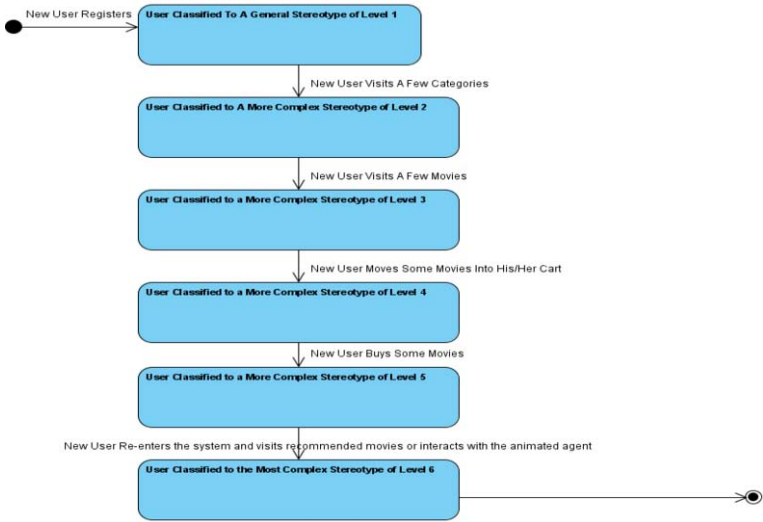 New User Registers
User Classified To A General Stereotype of Level 1
New User Visits A Few Categories
User Classified to A More Complex Stereotype of Level 2
New User Visits A Few Movies
User Classified to a More Complex Stereotype of Level 3
New User Moves Some Movies Into His/Her Cart
User Classified to a More Complex Stereotype of Level 4
New User Buys Some Movies
User Classified to a More Complex Stereotype of Level 5
New User Re-enters the system and visits recommended movies or interacts with the animated agent
User Classified to the Most Complex Stereotype of Level 6